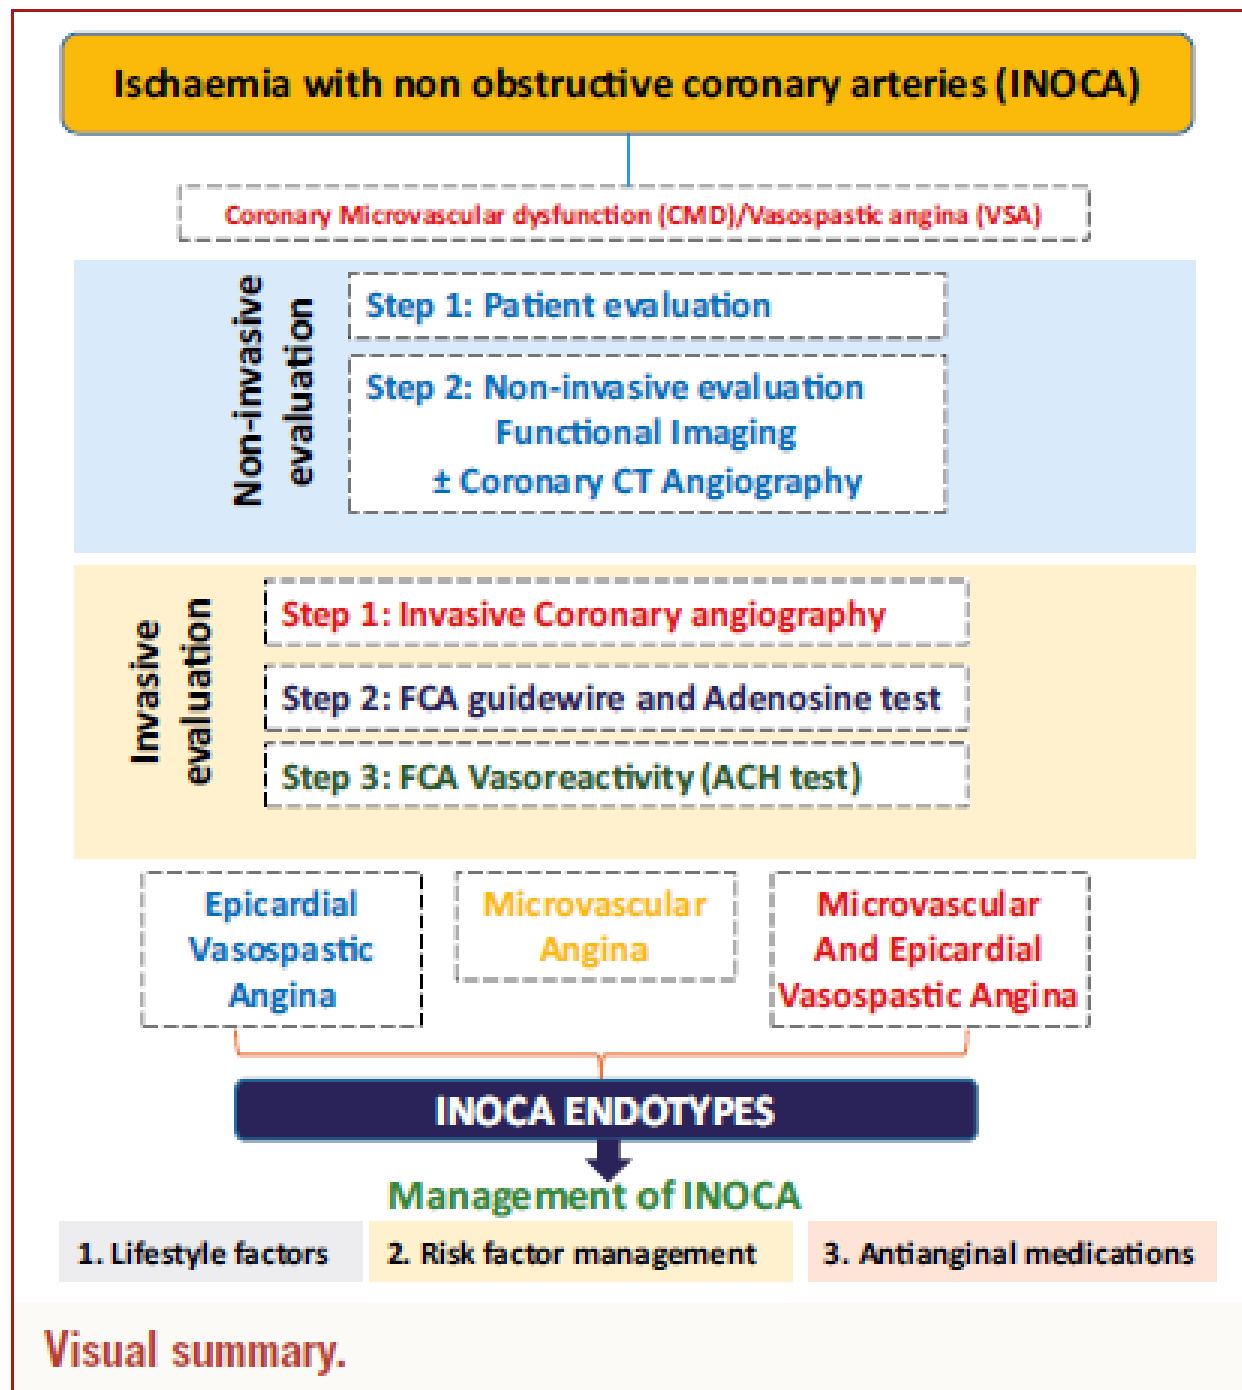 Ischaemia with non obstructive coronary arteries (INOCA)
Coronary Microvascular dysfunction (CMD)/Vasospastic angina (VSA)
Non-invasive
evaluation
Step 1: Patient evaluation
Step 2: Non-invasive evaluation
Functional Imaging
± Coronary CT Angiography
Invasive
evaluation
Step 1: Invasive Coronary angiography
Step 2: FCA guidewire and Adenosine test
Step 3: FCA Vasoreactivity (ACH test)
Epicardial
Vasospastic
Angina
Microvascular
Angina
Microvascular
And Epicardial
Vasospastic Angina
INOCA ENDOTYPES
Management of INOCA
1. Lifestyle factors
2. Risk factor management
3. Antianginal medications
Visual summary.